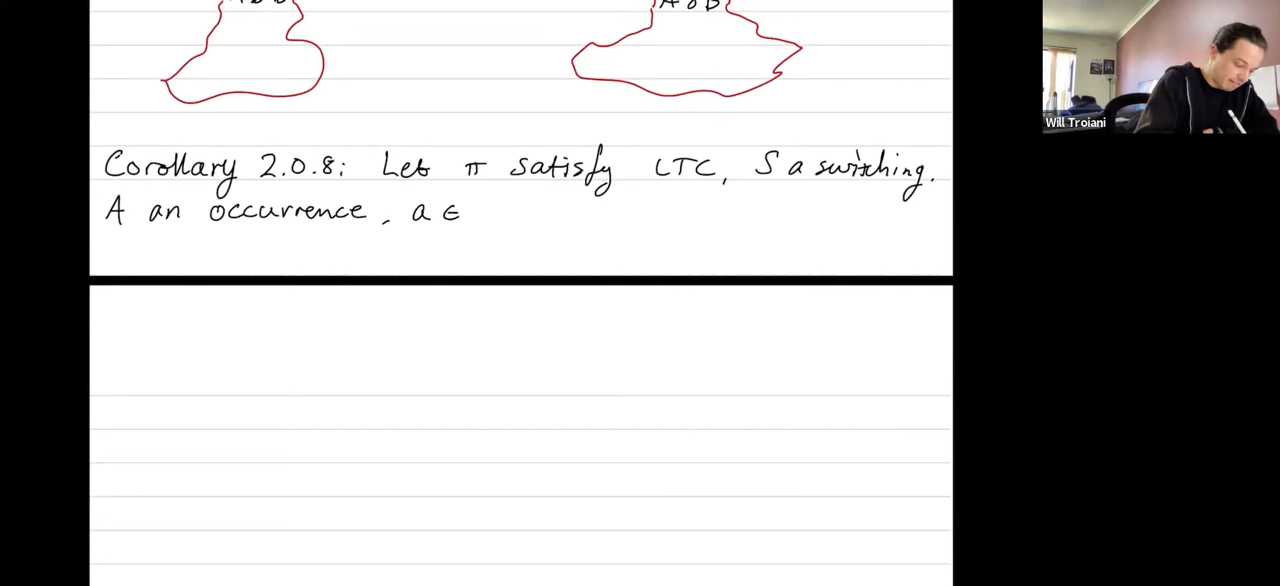 A ⅋ B
Corollary 2.0.8: Let π satisfy LTC, S a switching.
A an occurrence, a ∈
Will Troiani